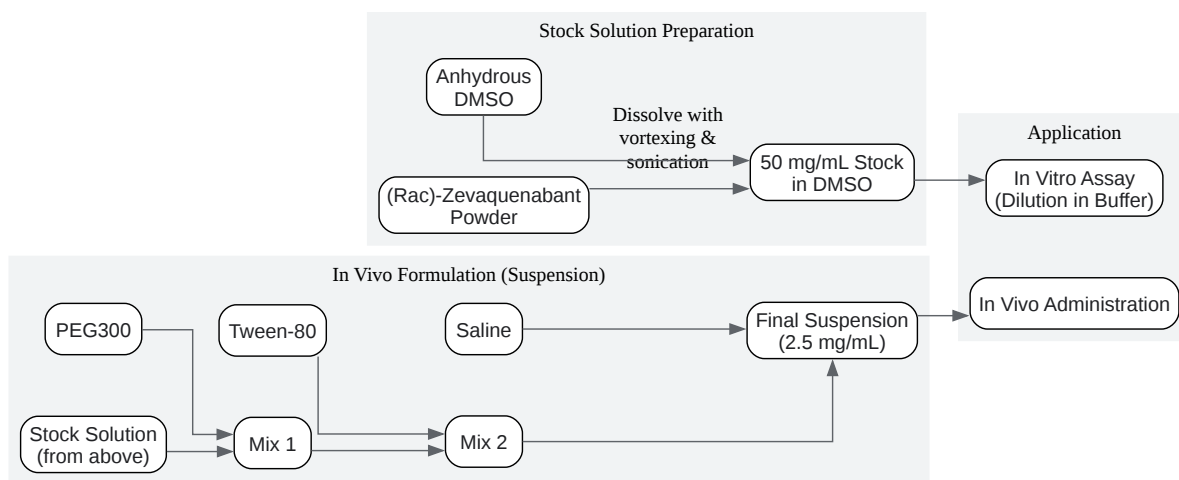 Stock Solution Preparation
Anhydrous
DMSO
Dissolve with
vortexing &
sonication
(Rac)-Zevaquenabant
Powder
50 mg/mL Stock
in DMSO
Application
In Vitro Assay
(Dilution in Buffer)
In Vivo Administration
In Vivo Formulation (Suspension)
PEG300
Tween-80
Saline
Final Suspension
(2.5 mg/mL)
Stock Solution
(from above)
Mix 1
Mix 2